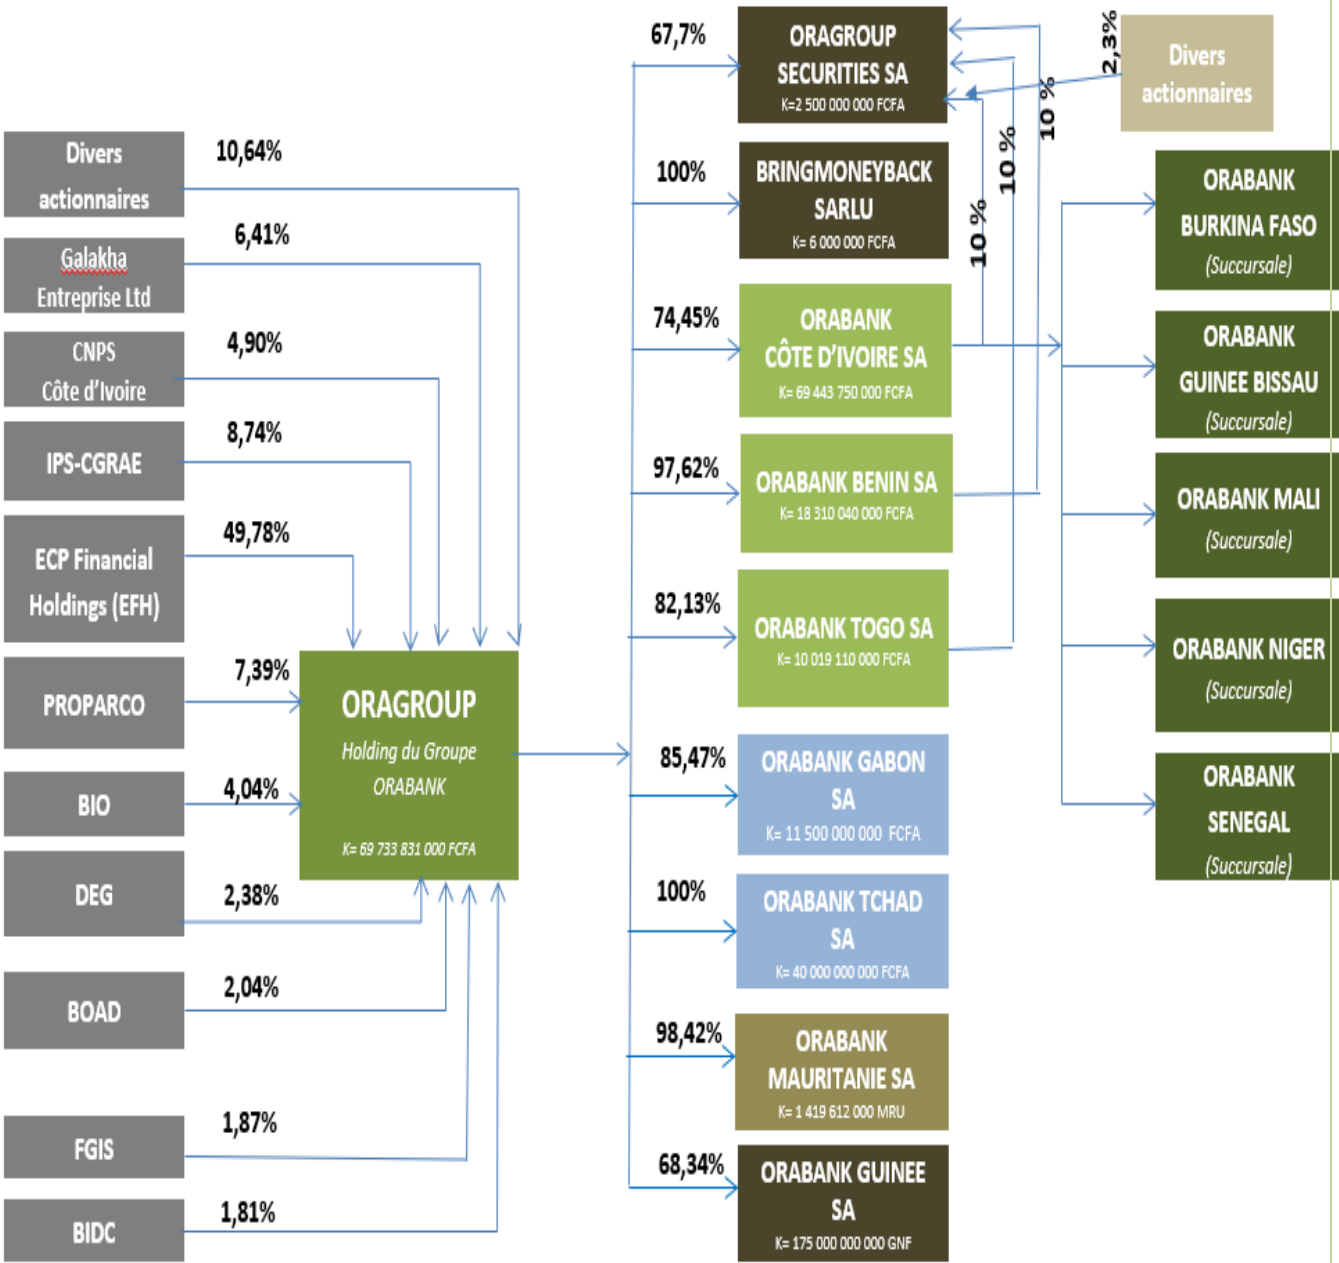 Divers
actionnaires
10,64%
Galakha
Entreprise Ltd
6,41%
CNPS
Côte d'Ivoire
4,90%
IPS-CGRAE
8,74%
ECP Financial
Holdings (EFH)
49,78%
PROPARCO
7,39%
BIO
4,04%
DEG
2,38%
BOAD
2,04%
FGIS
1,87%
BIDC
1,81%
ORAGROUP
Holding du Groupe
ORABANK
K= 69 733 831 000 FCFA
67,7%
ORAGROUP
SECURITIES SA
K=2 500 000 000 FCFA
100%
BRINGMONEYBACK
SARLU
K= 6 000 000 FCFA
74,45%
ORABANK
CÔTE D'IVOIRE SA
K= 69 443 750 000 FCFA
97,62%
ORABANK BENIN SA
K= 18 310 040 000 FCFA
82,13%
ORABANK TOGO SA
K= 10 019 110 000 FCFA
85,47%
ORABANK GABON
SA
K= 11 500 000 000 FCFA
100%
ORABANK TCHAD
SA
K= 40 000 000 000 FCFA
98,42%
ORABANK
MAURITANIE SA
K= 1 419 612 000 MRU
68,34%
ORABANK GUINEE
SA
K= 175 000 000 000 GNF
10 %
10 %
10 %
2,3%
Divers
actionnaires
ORABANK
BURKINA FASO
(Succursale)
ORABANK
GUINEE BISSAU
(Succursale)
ORABANK MALI
(Succursale)
ORABANK NIGER
(Succursale)
ORABANK
SENEGAL
(Succursale)